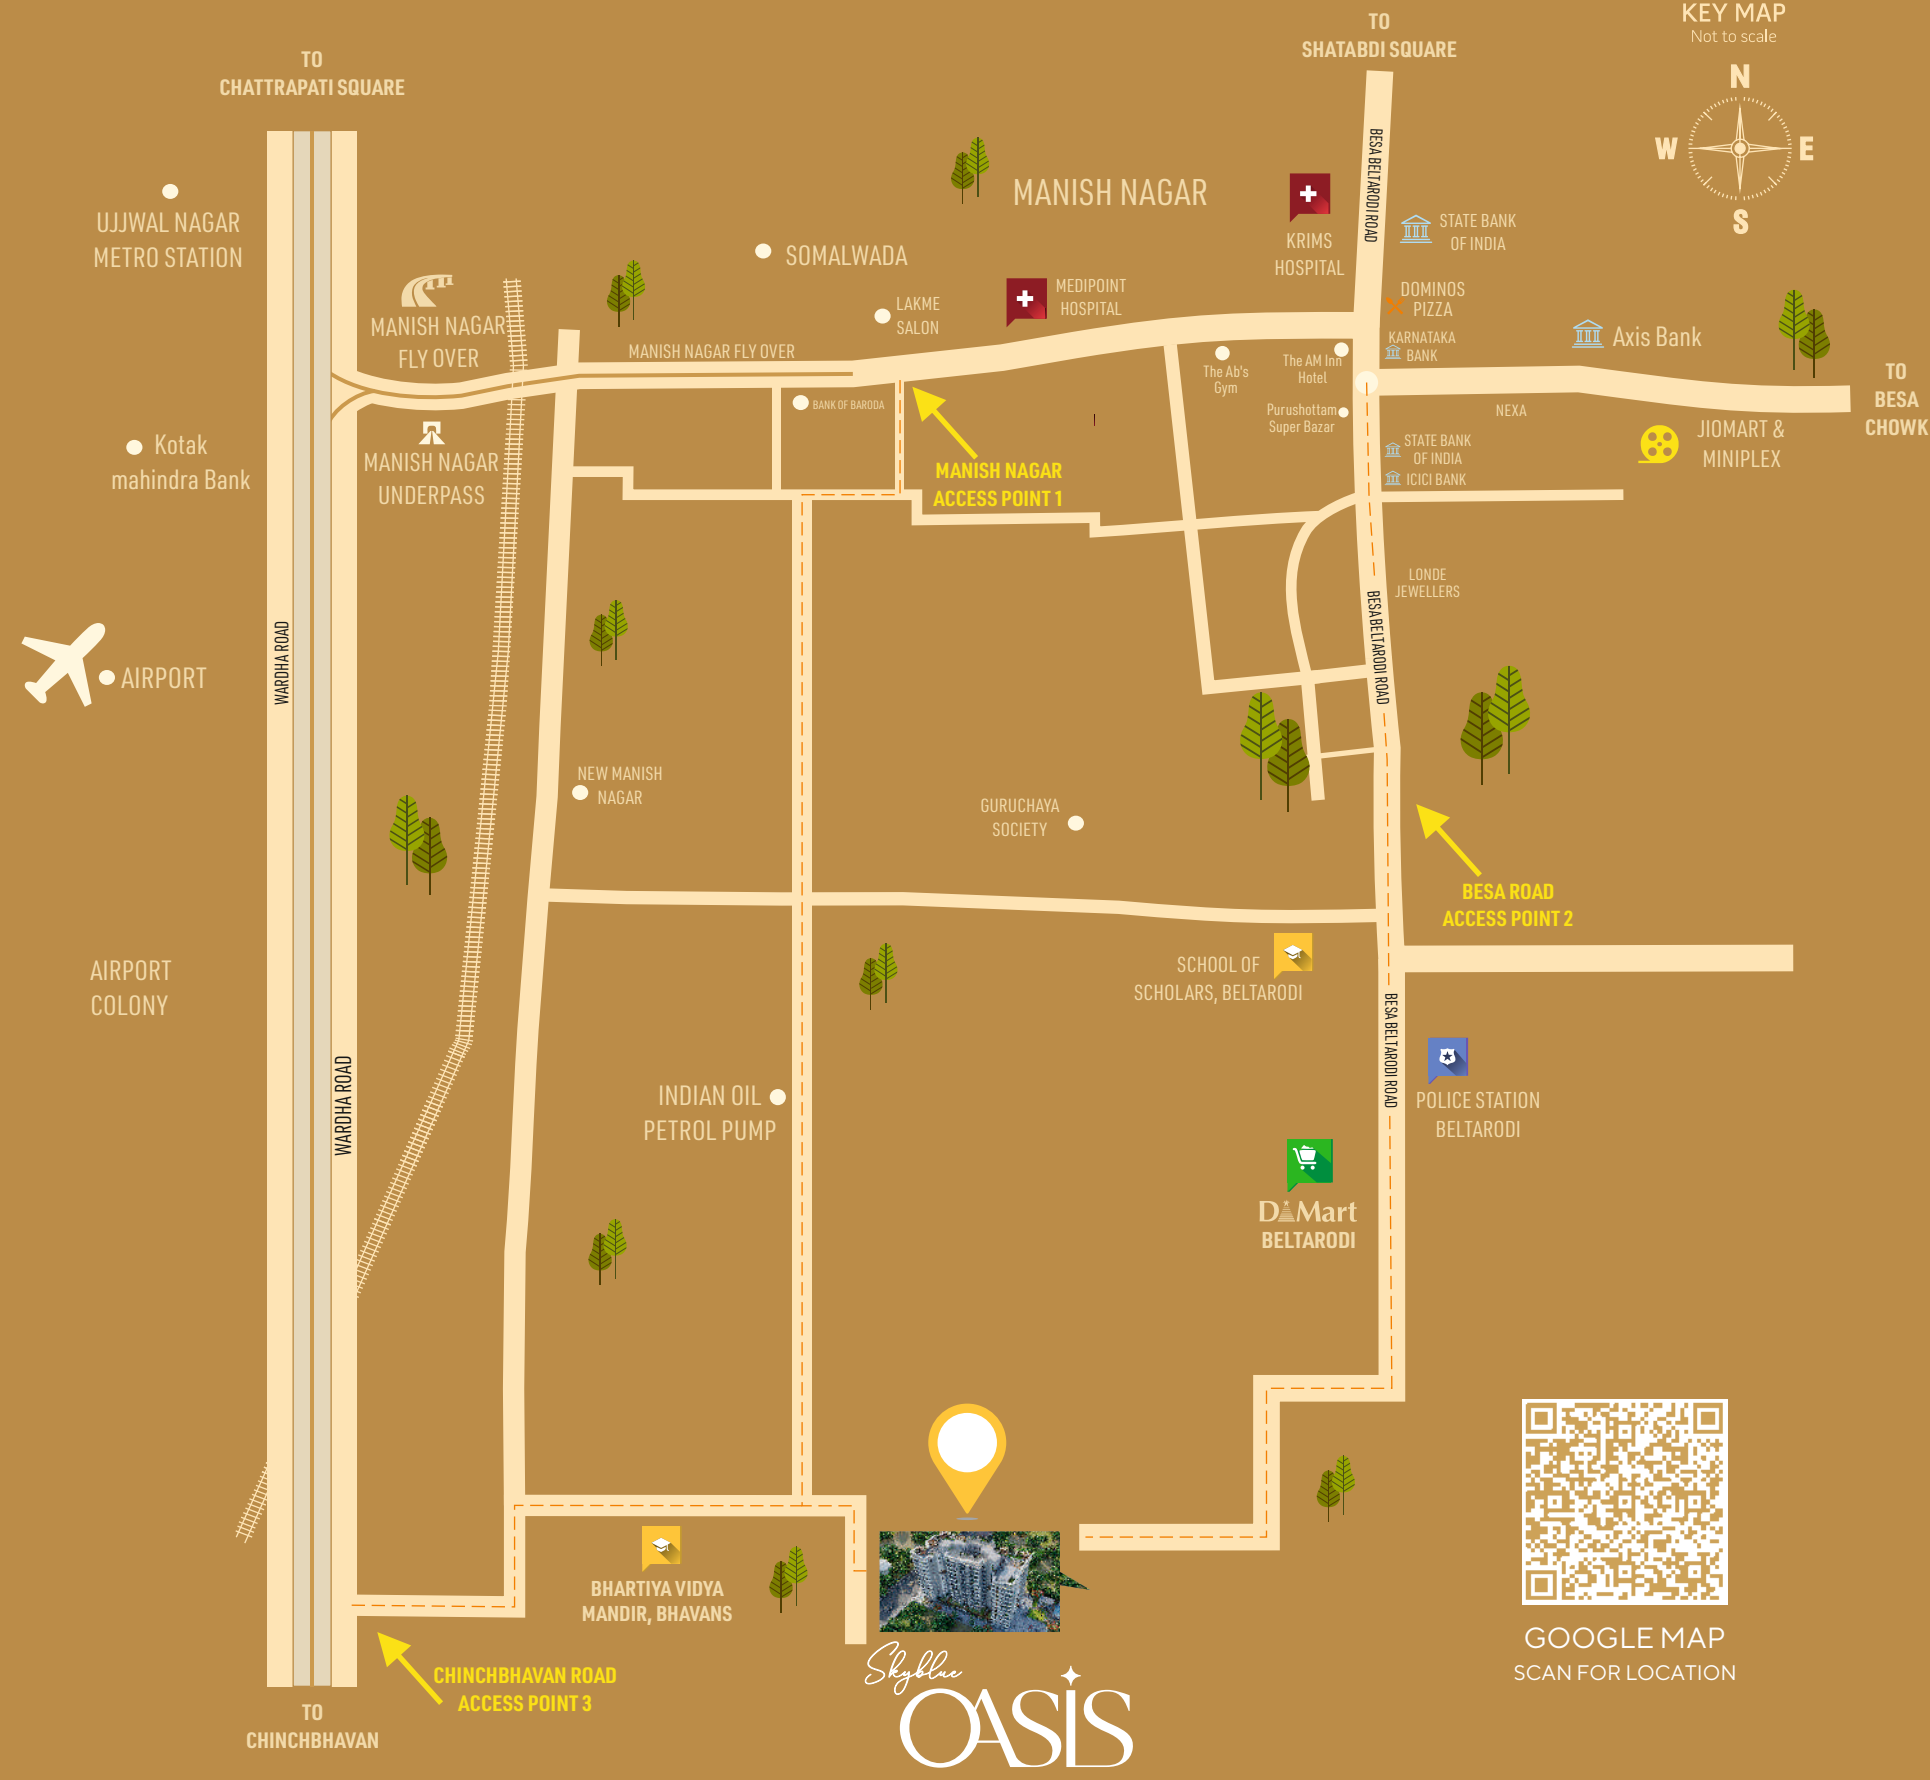 KEY MAP
Not to scale
N
W
E
S
TO
SHATABDI SQUARE
TO
CHATTRAPATI SQUARE
BESA BELTARODI ROAD
MANISH NAGAR
KRIMS
HOSPITAL
STATE BANK
OF INDIA
UJJWAL NAGAR
METRO STATION
SOMALWADA
MEDIPOINT
HOSPITAL
LAKME
SALON
DOMINOS
PIZZA
KARNATAKA
BANK
Axis Bank
MANISH NAGAR
FLY OVER
MANISH NAGAR FLY OVER
The Ab's
Gym
The AM Inn
Hotel
TO
BESA
CHOWK
BANK OF BARODA
Purushottam
Super Bazar
NEXA
JIOMART &
MINIPLEX
Kotak
mahindra Bank
MANISH NAGAR
UNDERPASS
MANISH NAGAR
ACCESS POINT 1
STATE BANK
OF INDIA
ICICI BANK
LONDE
JEWELLERS
BESA BELTARODI ROAD
WARDHA ROAD
AIRPORT
NEW MANISH
NAGAR
GURUCHAYA
SOCIETY
BESA ROAD
ACCESS POINT 2
AIRPORT
COLONY
SCHOOL OF
SCHOLARS, BELTARODI
BESA BELTARODI ROAD
WARDHA ROAD
INDIAN OIL
PETROL PUMP
POLICE STATION
BELTARODI
DMart
BELTARODI
BHARTIYA VIDYA
MANDIR, BHAVANS
CHINCHBHAVAN ROAD
ACCESS POINT 3
TO
CHINCHBHAVAN
Skyblue
OASIS
GOOGLE MAP
SCAN FOR LOCATION